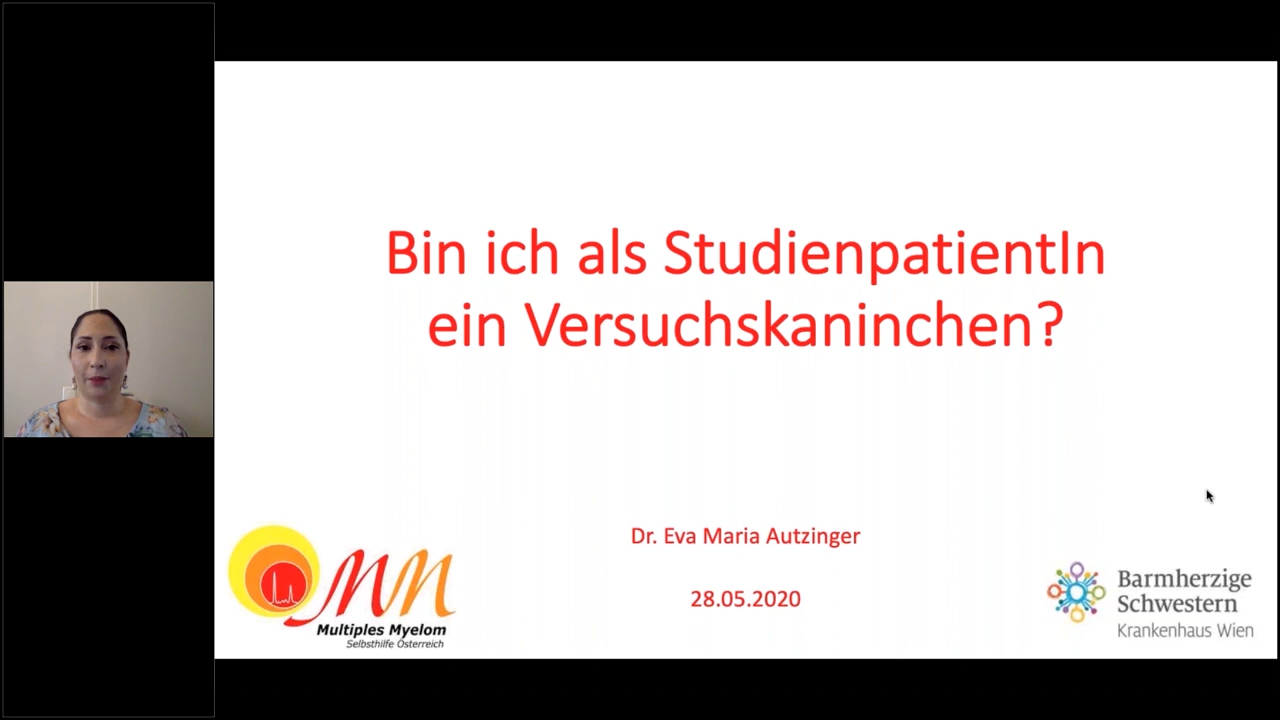 Bin ich als StudienpatientIn
ein Versuchskaninchen?
Dr. Eva Maria Autzinger
28.05.2020
MM
Multiples Myelom
Selbsthilfe Österreich
Barmherzige
Schwestern
Krankenhaus Wien